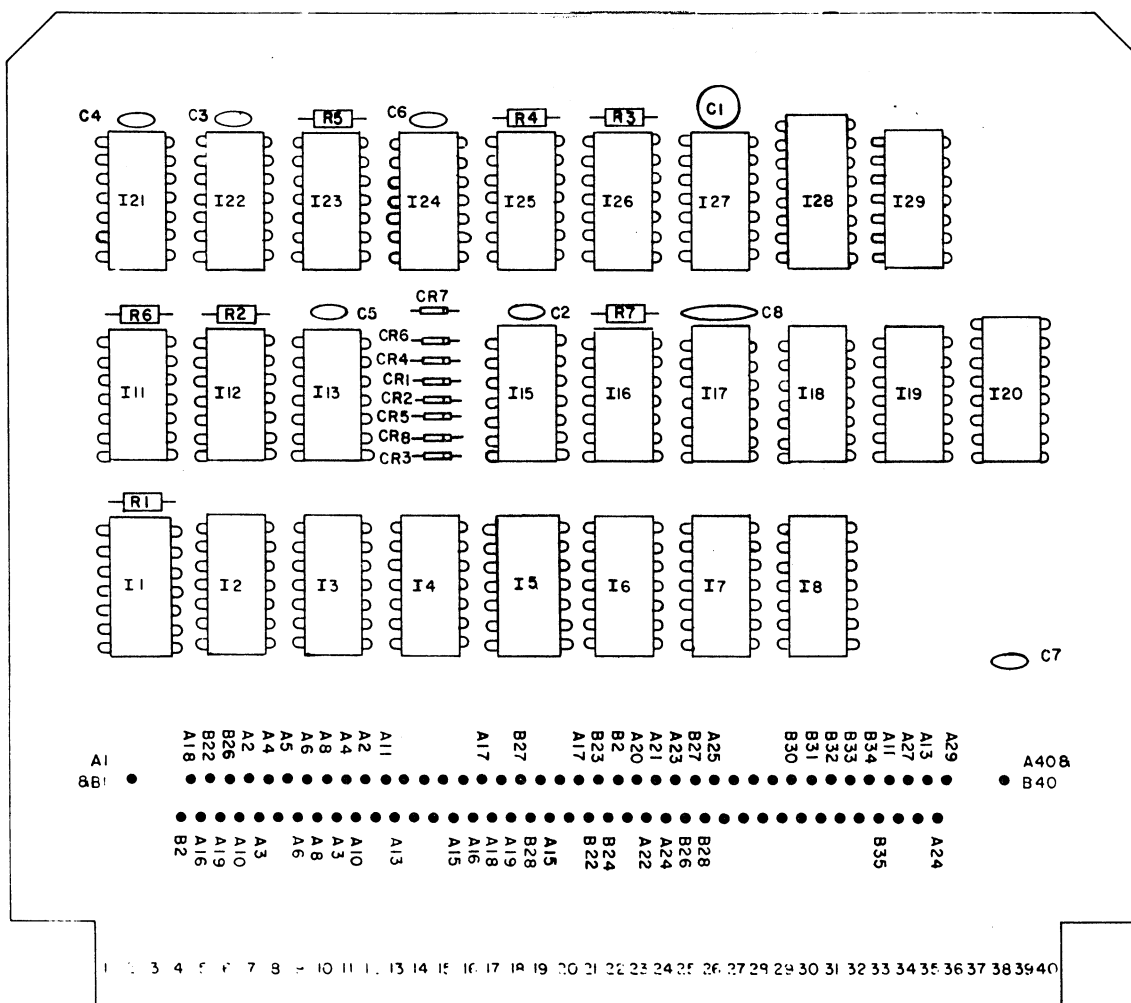 C4 C3 R5 C6 R4 R3 C1
I21 I22 I23 I24 I25 I26 I27 I28 I29
CR7
R6 R2 C5 C2 R7 C8
CR6
CR4
CR1
I11 I12 I13 I15 I16 I17 I18 I19 I20
CR2
CR5
CR8
CR3
R1
I1 I2 I3 I4 I5 I6 I7 I8
C7
A18 B22 B26 A2 A4 A5 A6 A8 A4 A2 A11 A17 B27 A17 B23 B2 A20 A21 A23 B27 A25 B30 B31 B32 B33 B34 A11 A27 A13 A29
A1
&B1
A40&
B40
B2 A16 A19 A10 A3 A6 A8 A3 A10 A13 A15 A16 A18 A19 B28 A15 B22 B24 A22 A24 B26 B28 B35 A24
1 3 4 6 7 8 10 11 13 14 15 16 17 18 19 20 21 22 23 24 25 26 27 29 29 30 31 32 33 34 35 36 37 38 39 40